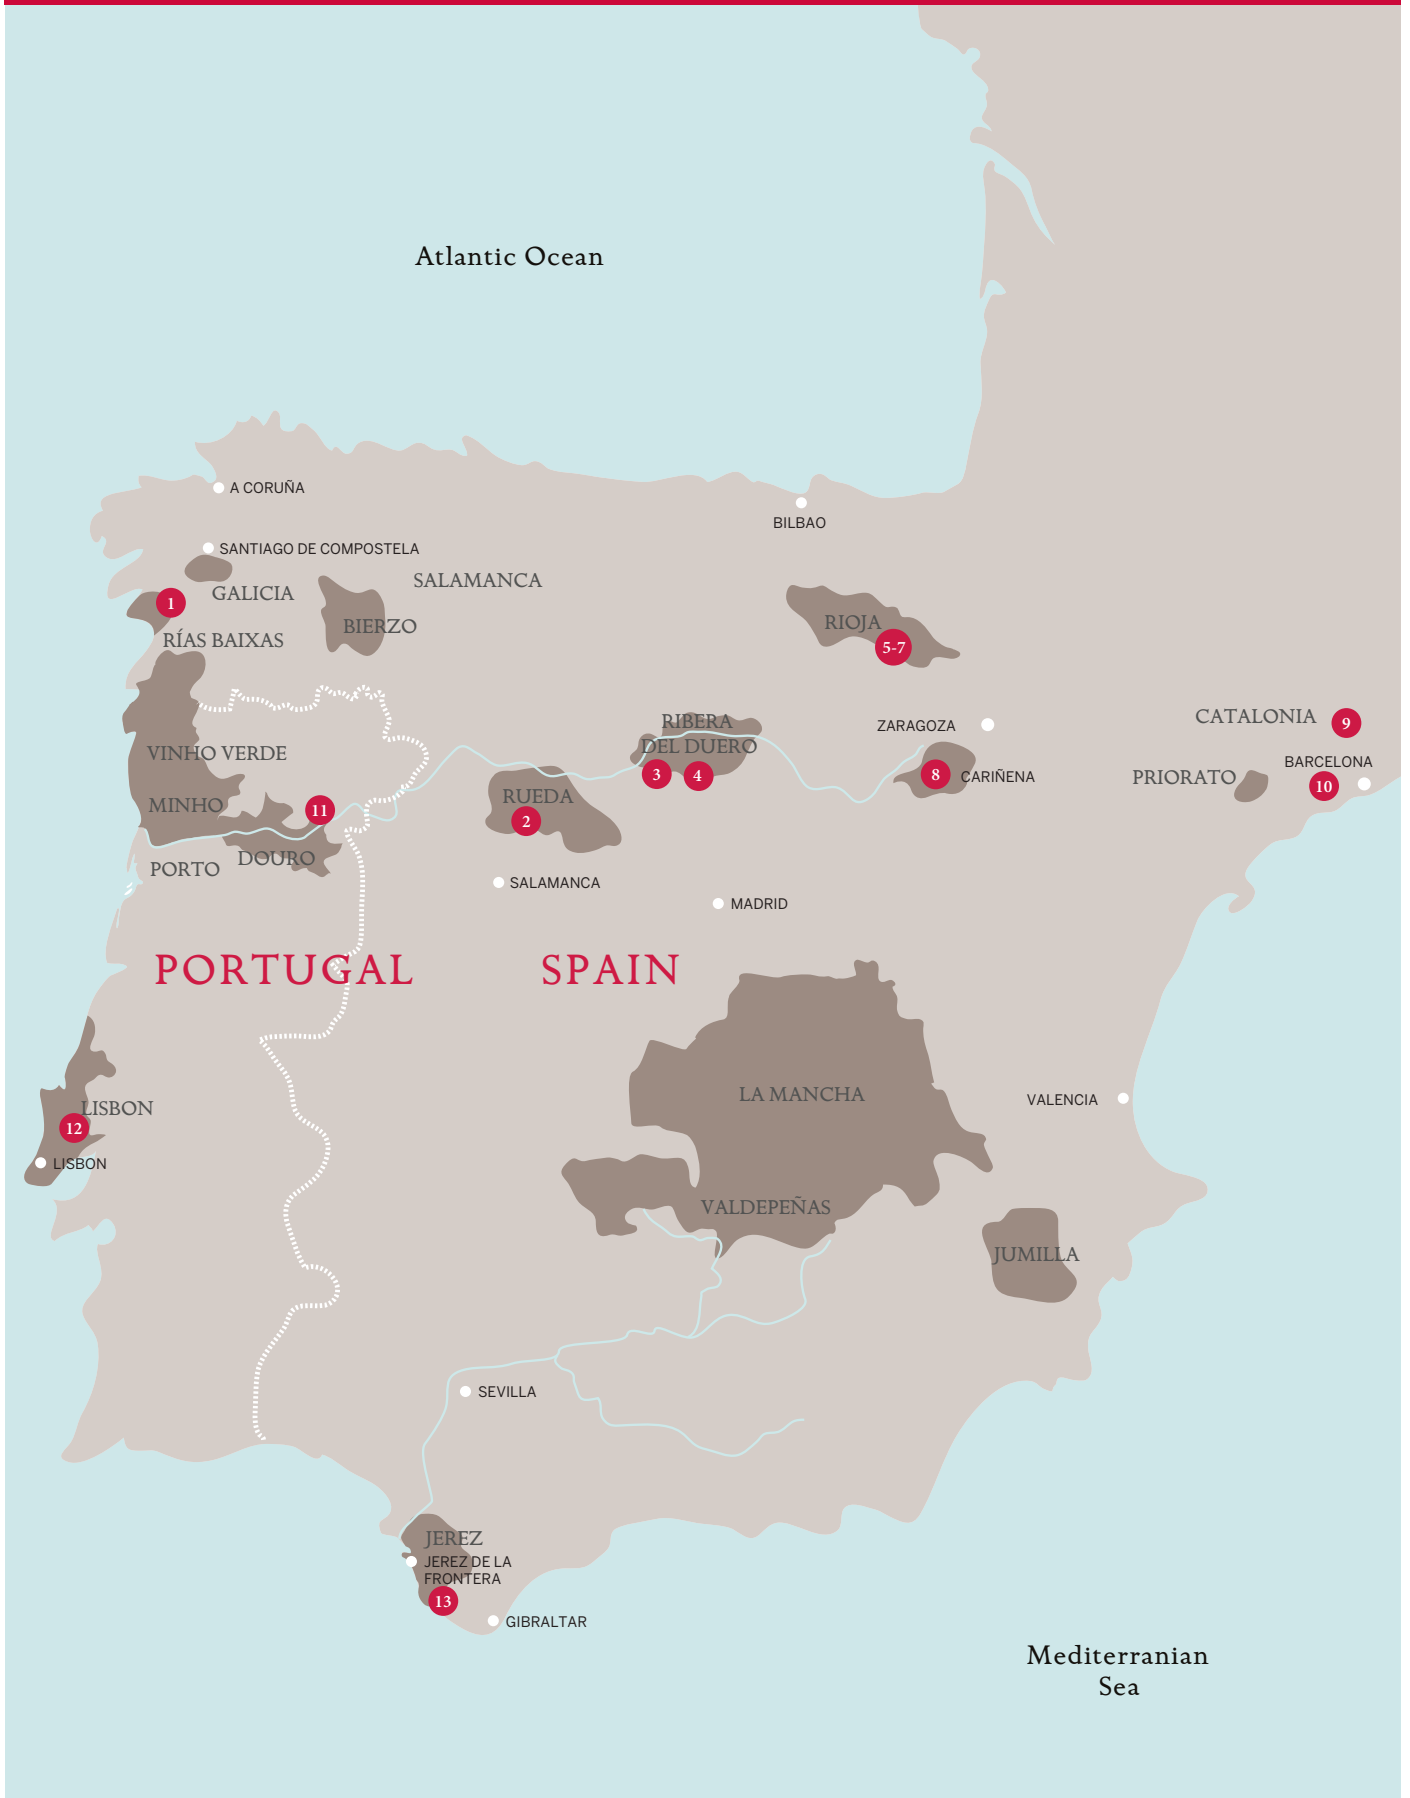 Atlantic Ocean
A CORUÑA
BILBAO
SANTIAGO DE COMPOSTELA
SALAMANCA
GALICIA
1
BIERZO
RIOJA
RÍAS BAIXAS
5-7
CATALONIA
9
RIBERA
DEL DUERO
ZARAGOZA
VINHO VERDE
BARCELONA
3
4
8
CARIÑENA
PRIORATO
10
RUEDA
MINHO
11
2
DOURO
PORTO
SALAMANCA
MADRID
PORTUGAL
SPAIN
LA MANCHA
VALENCIA
LISBON
12
LISBON
VALDEPEÑAS
JUMILLA
SEVILLA
JEREZ
JEREZ DE LA
FRONTERA
13
GIBRALTAR
Mediterranian
Sea